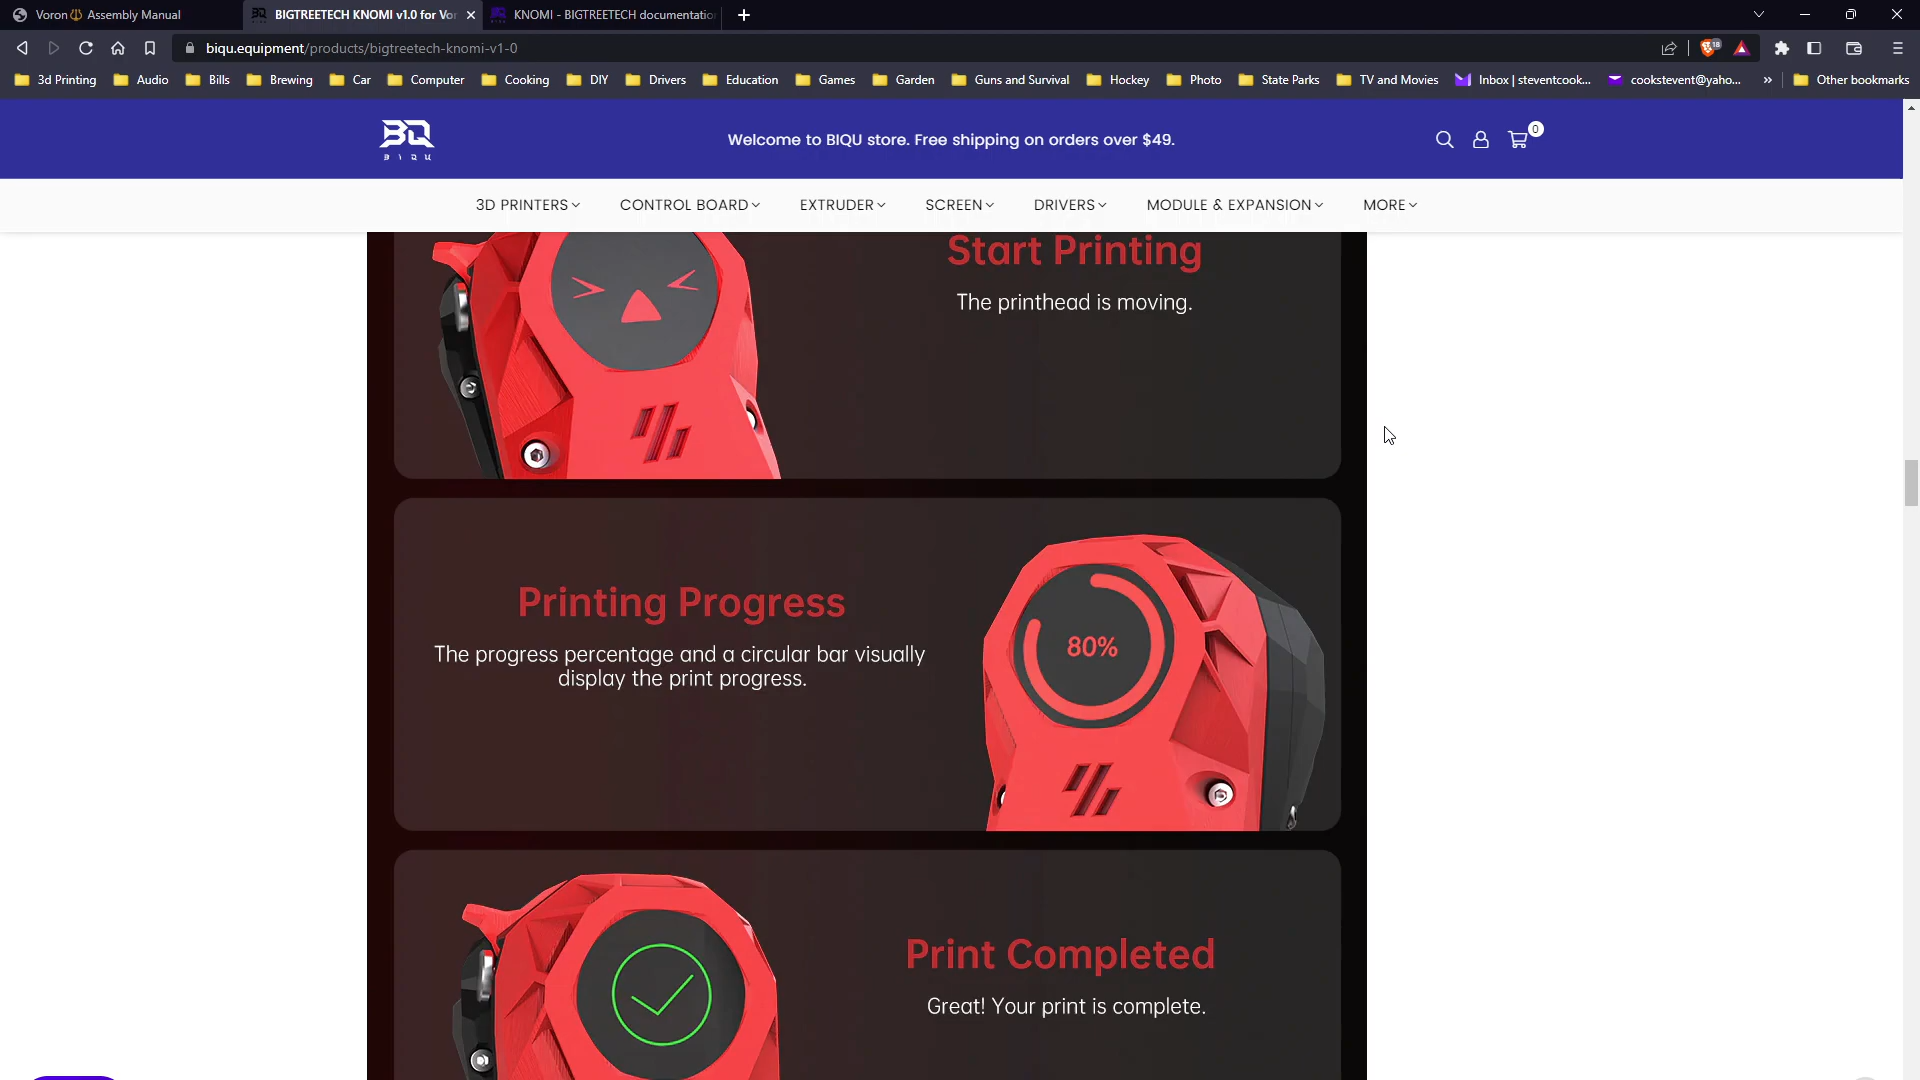 Voron Assembly Manual
BIGTREETECH KNOMI v1.0 for Vor
KNOMI - BIGTREETECH documentatio
biqu.equipment/products/bigtreetech-knomi-v1-0
18
3d Printing
Audio
Bills
Brewing
Car
Computer
Cooking
DIY
Drivers
Education
Games
Garden
Guns and Survival
Hockey
Photo
State Parks
TV and Movies
Inbox | steventcook...
cookstevent@yaho...
»
Other bookmarks
BQ
BIQU
Welcome to BIQU store. Free shipping on orders over $49.
0
3D PRINTERS
CONTROL BOARD
EXTRUDER
SCREEN
DRIVERS
MODULE & EXPANSION
MORE
Start Printing
The printhead is moving.
Printing Progress
The progress percentage and a circular bar visually
display the print progress.
80%
Print Completed
Great! Your print is complete.